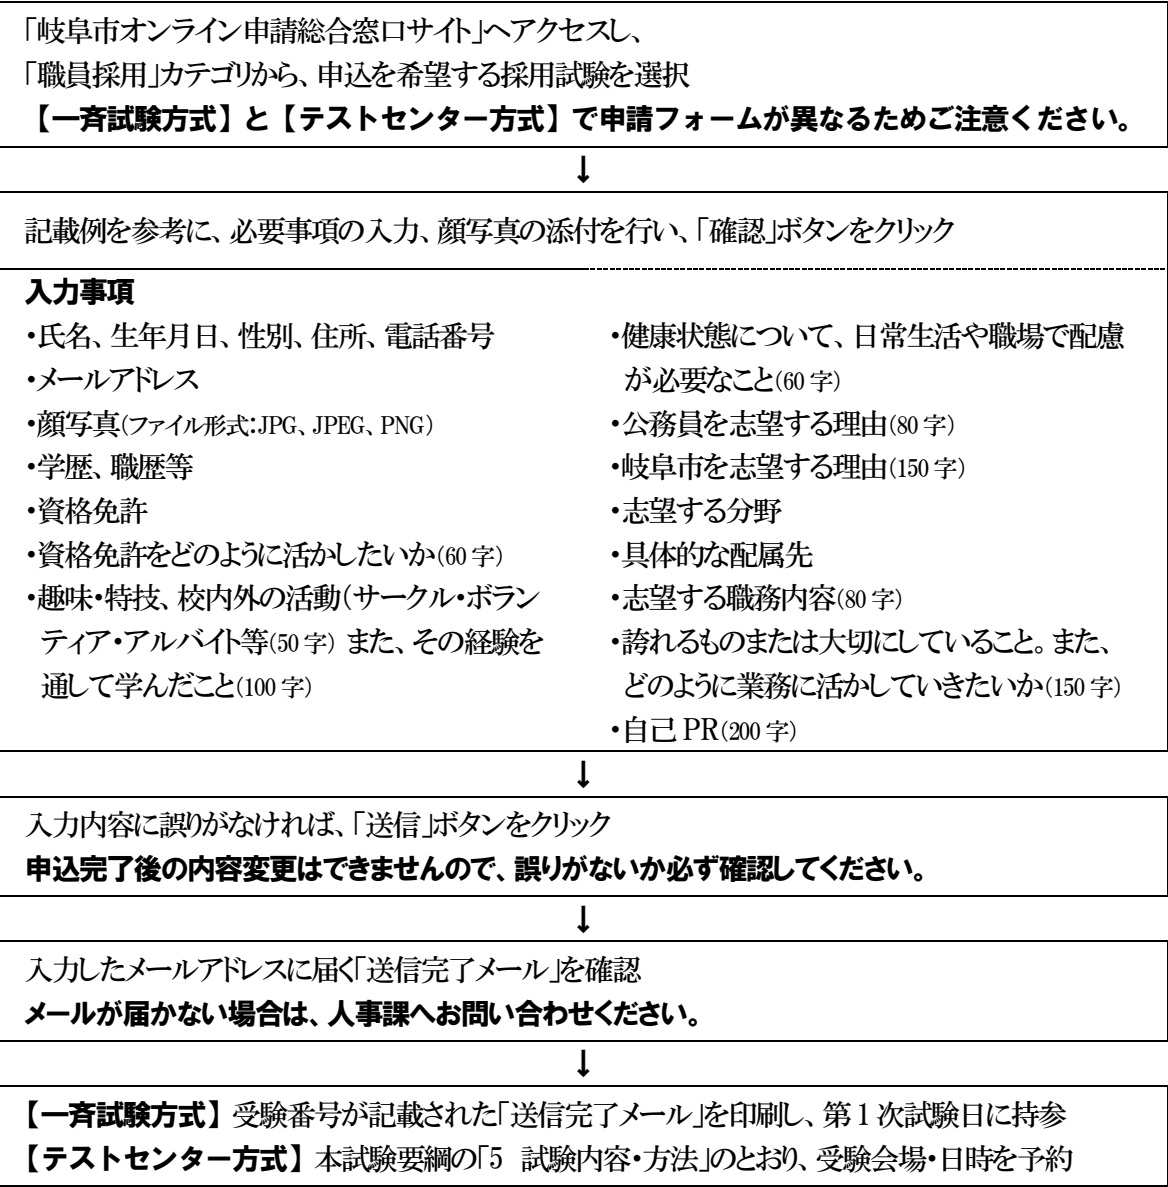 「岐阜市オンライン申請総合窓口サイト」へアクセスし、
「職員採用」カテゴリから、申込を希望する採用試験を選択
【一斉試験方式】と【テストセンター方式】で申請フォームが異なるためご注意ください。
↓
記載例を参考に、必要事項の入力、顔写真の添付を行い、「確認」ボタンをクリック
入力事項
・氏名、生年月日、性別、住所、電話番号
・メールアドレス
・顔写真(ファイル形式:JPG、JPEG、PNG)
・学歴、職歴等
・資格免許
・資格免許をどのように活かしたいか(60字)
・趣味・特技、校内外の活動(サークル・ボラン
ティア・アルバイト等(50字) また、その経験を
通して学んだこと(100字)
・健康状態について、日常生活や職場で配慮
が必要なこと(60字)
・公務員を志望する理由(80字)
・岐阜市を志望する理由(150字)
・志望する分野
・具体的な配属先
・志望する職務内容(80字)
・誇れるものまたは大切にしていること。また、
どのように業務に活かしていきたいか(150字)
・自己PR(200字)
↓
入力内容に誤りがなければ、「送信」ボタンをクリック
申込完了後の内容変更はできませんので、誤りがないか必ず確認してください。
↓
入力したメールアドレスに届く「送信完了メール」を確認
メールが届かない場合は、人事課へお問い合わせください。
↓
【一斉試験方式】受験番号が記載された「送信完了メール」を印刷し、第1次試験日に持参
【テストセンター方式】本試験要綱の「5 試験内容・方法」のとおり、受験会場・日時を予約